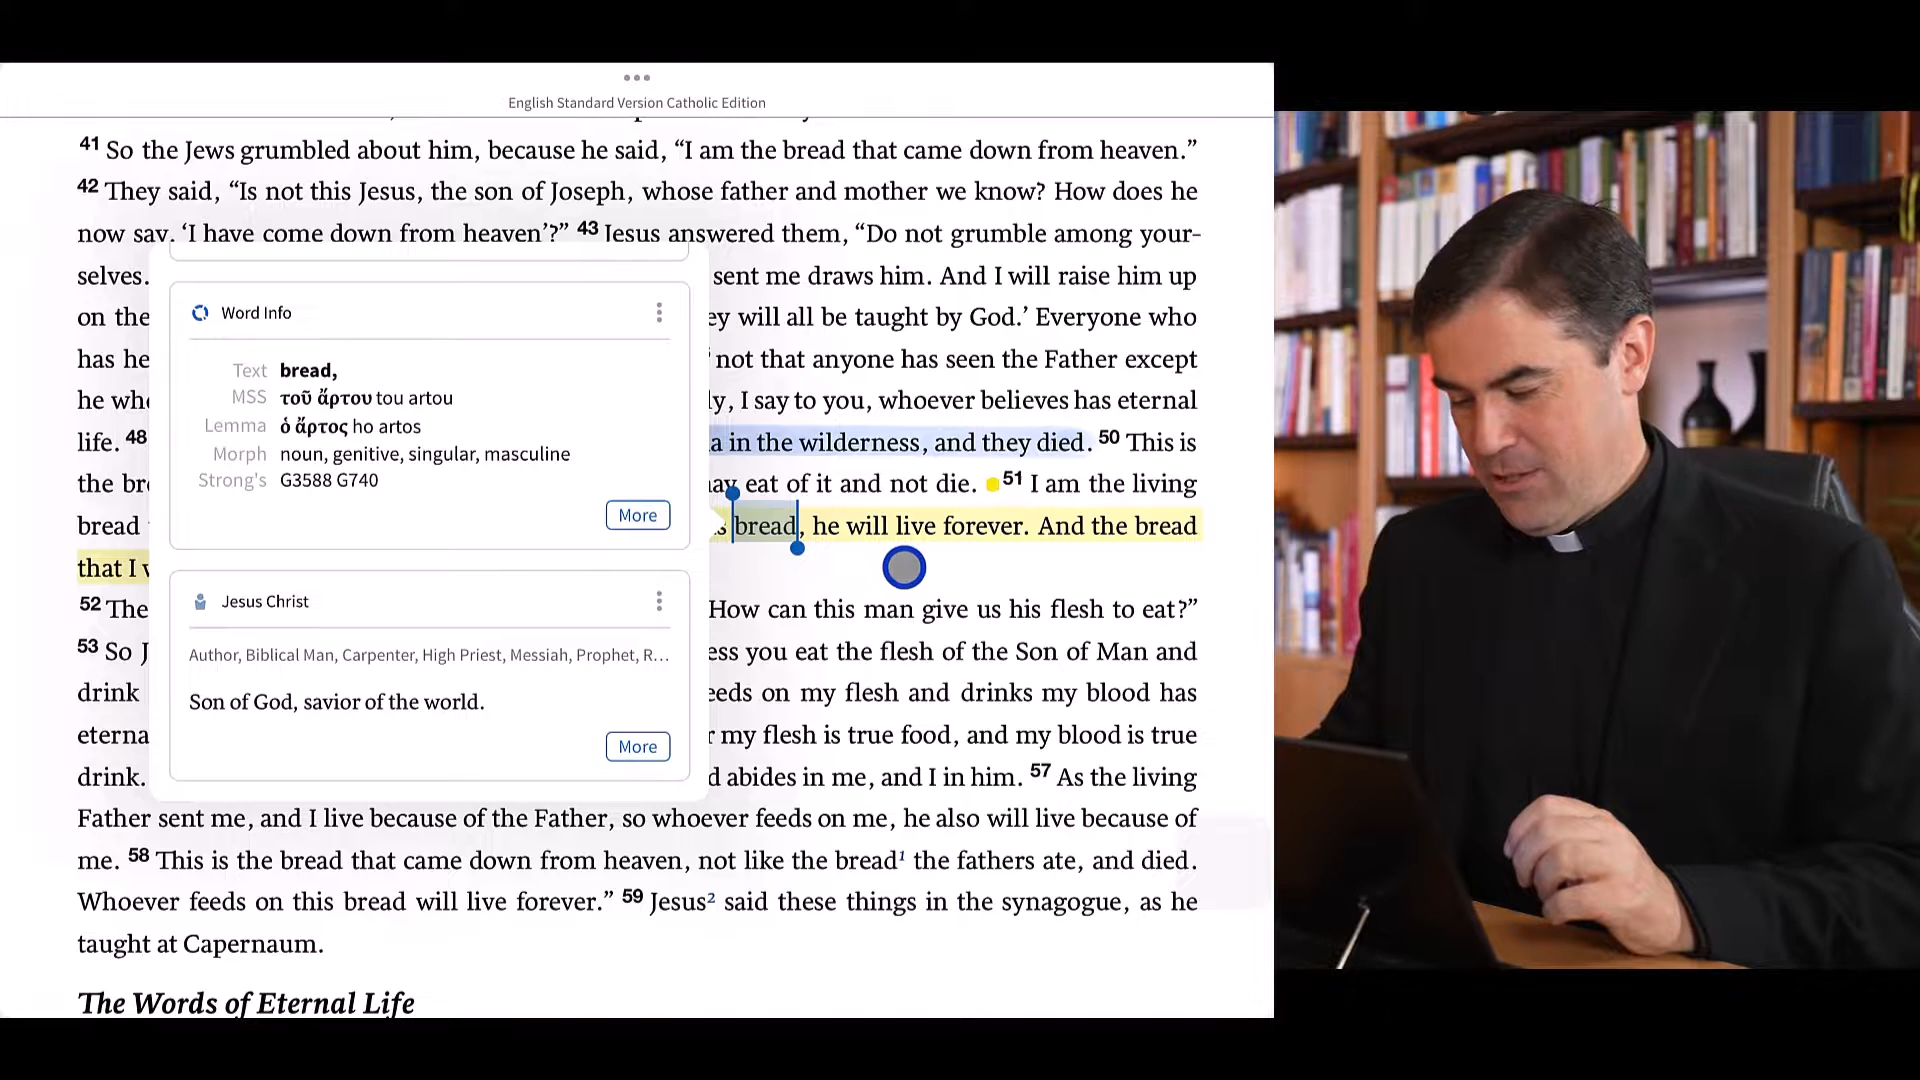 English Standard Version Catholic Edition
41 So the Jews grumbled about him, because he said, “I am the bread that came down from heaven.”
42 They said, “Is not this Jesus, the son of Joseph, whose father and mother we know? How does he
now say, ‘I have come down from heaven’?” 43 Jesus answered them, “Do not grumble among your-
selves. sent me draws him. And I will raise him up
on the ey will all be taught by God.’ Everyone who
has he not that anyone has seen the Father except
he who ly, I say to you, whoever believes has eternal
life. 48 a in the wilderness, and they died. 50 This is
the bre may eat of it and not die. 51 I am the living
bread s bread, he will live forever. And the bread
that I w
52 The How can this man give us his flesh to eat?”
53 So J ess you eat the flesh of the Son of Man and
drink eeds on my flesh and drinks my blood has
eterna r my flesh is true food, and my blood is true
drink. d abides in me, and I in him. 57 As the living
Father sent me, and I live because of the Father, so whoever feeds on me, he also will live because of
me. 58 This is the bread that came down from heaven, not like the bread1 the fathers ate, and died.
Whoever feeds on this bread will live forever.” 59 Jesus2 said these things in the synagogue, as he
taught at Capernaum.
The Words of Eternal Life
Word Info
Text bread,
MSS τοῦ ἄρτου tou artou
Lemma ὁ ἄρτος ho artos
Morph noun, genitive, singular, masculine
Strong's G3588 G740
More
Jesus Christ
Author, Biblical Man, Carpenter, High Priest, Messiah, Prophet, R...
Son of God, savior of the world.
More